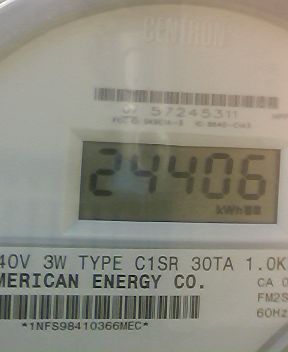 CENTRON
57245311
24406
kWh
40V 3W TYPE C1SR 30TA 1.0K
MERICAN ENERGY CO.
CA 0
FM2S
*1NFS98410366MEC*
60Hz